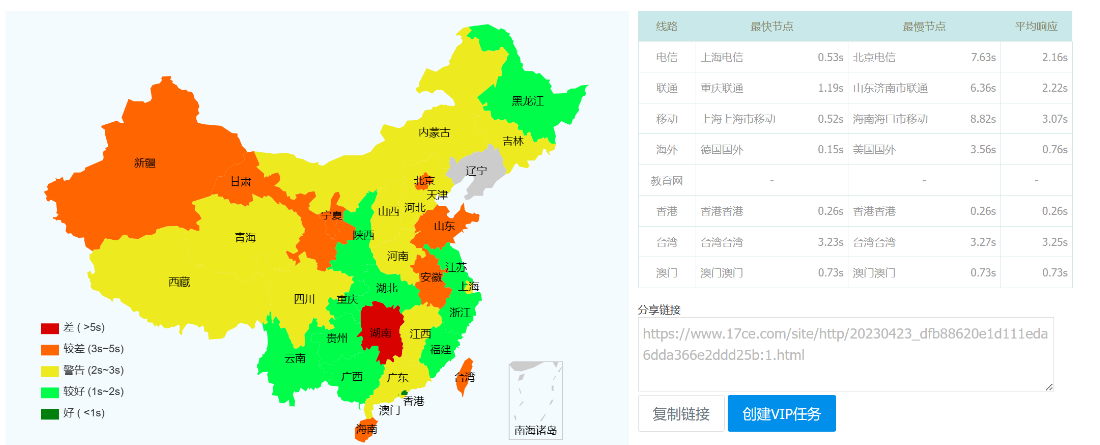 黑龙江
内蒙古
吉林
新疆
辽宁
甘肃
北京
天津
宁夏
山西
河北
山东
青海
陕西
河南
江苏
西藏
安徽
上海
四川
重庆
湖北
浙江
贵州
湖南
江西
福建
云南
广西
广东
台湾
香港
澳门
海南
南海诸岛
差 ( >5s)
较差 (3s~5s)
警告 (2s~3s)
较好 (1s~2s)
好 ( <1s)
线路 最快节点 最慢节点 平均响应
电信 上海电信 0.53s 北京电信 7.63s 2.16s
联通 重庆联通 1.19s 山东济南市联通 6.36s 2.22s
移动 上海上海市移动 0.52s 海南海口市移动 8.82s 3.07s
海外 德国国外 0.15s 美国国外 3.56s 0.76s
教育网 - - -
香港 香港香港 0.26s 香港香港 0.26s 0.26s
台湾 台湾台湾 3.23s 台湾台湾 3.27s 3.25s
澳门 澳门澳门 0.73s 澳门澳门 0.73s 0.73s
分享链接
https://www.17ce.com/site/http/20230423_dfb88620e1d111eda
6dda366e2ddd25b:1.html
复制链接 创建VIP任务